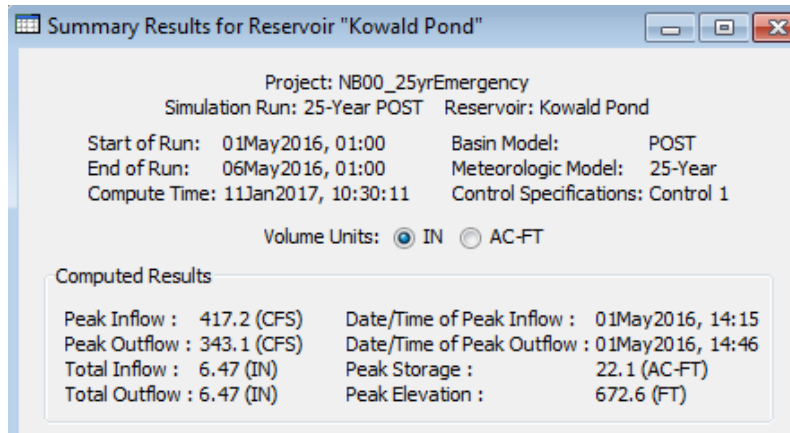 Summary Results for Reservoir "Kowald Pond"
Project: NB00_25yrEmergency
Simulation Run: 25-Year POST Reservoir: Kowald Pond
Start of Run: 01May2016, 01:00 Basin Model: POST
End of Run: 06May2016, 01:00 Meteorologic Model: 25-Year
Compute Time: 11Jan2017, 10:30:11 Control Specifications: Control 1
Volume Units: IN AC-FT
Computed Results
Peak Inflow : 417.2 (CFS) Date/Time of Peak Inflow : 01May2016, 14:15
Peak Outflow : 343.1 (CFS) Date/Time of Peak Outflow : 01May2016, 14:46
Total Inflow : 6.47 (IN) Peak Storage : 22.1 (AC-FT)
Total Outflow : 6.47 (IN) Peak Elevation : 672.6 (FT)